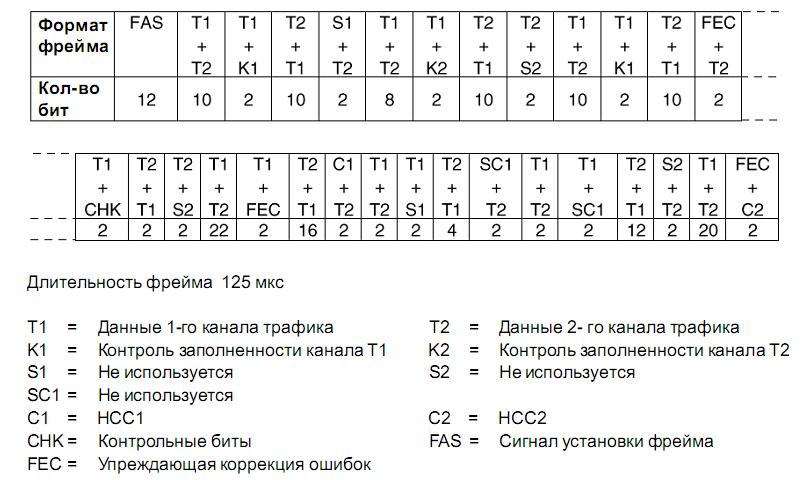 Формат фрейма FAS T1 + T2 T1 + K1 T2 + T1 S1 + T2 T1 + T2 T1 + K2 T2 + T1 T2 + S2 T1 + T2 T1 + K1 T2 + T1 FEC + T2
Кол-во бит 12 10 2 10 2 8 2 10 2 10 2 10 2
T1 + CHK T2 + T1 T2 + S2 T1 + T2 T1 + FEC T2 + T1 C1 + T2 T1 + T2 T1 + S1 T2 + T1 SC1 + T2 T1 + T2 T1 + SC1 T2 + T1 S2 + T2 T1 + T2 FEC + C2
2 2 2 22 2 16 2 2 2 4 2 2 2 12 2 20 2
Длительность фрейма 125 мкс
T1 = Данные 1-го канала трафика T2 = Данные 2- го канала трафика
K1 = Контроль заполненности канала T1 K2 = Контроль заполненности канала T2
S1 = Не используется S2 = Не используется
SC1 = Не используется
C1 = HCC1 C2 = HCC2
CHK = Контрольные биты FAS = Сигнал установки фрейма
FEC = Упреждающая коррекция ошибок